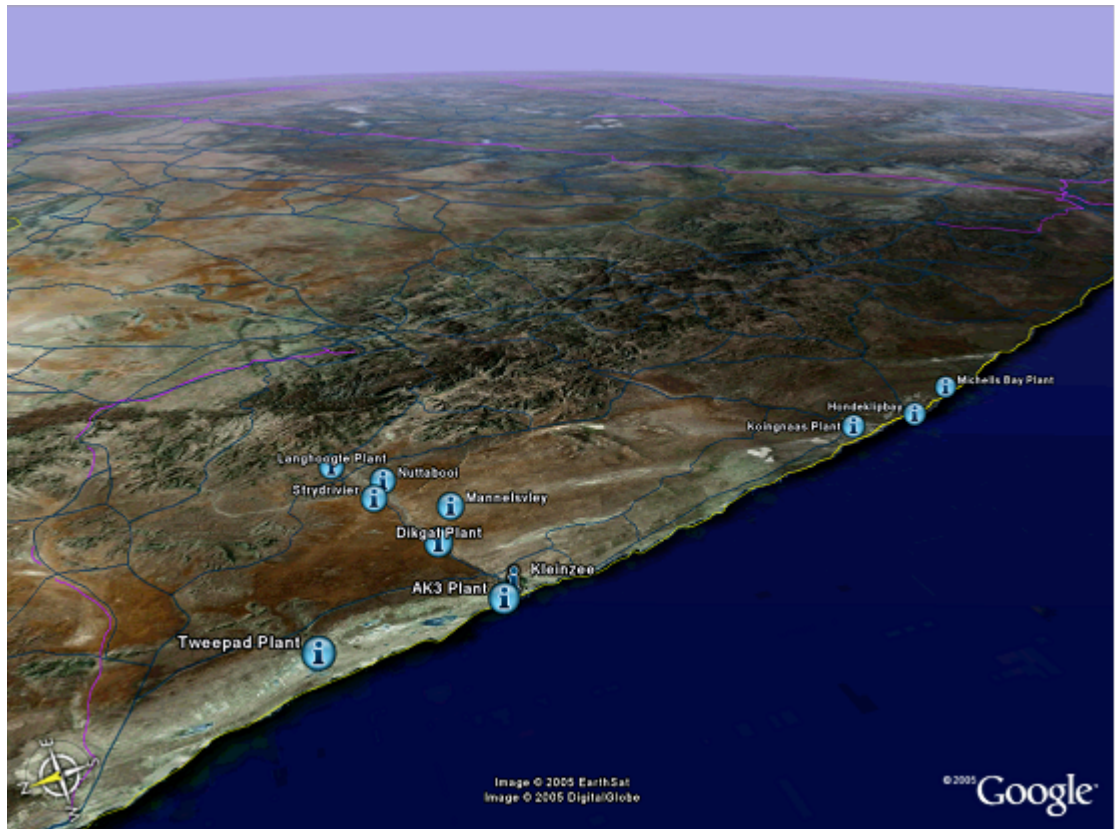 Michells Bay Plant
Hondeklipbay
Koingnaas Plant
Langhoogte Plant
Nuttabooi
Strydrivier
Mannelsvley
Dikgat Plant
Kleinzee
AK3 Plant
Tweepad Plant
E
S
N
W
Image © 2005 EarthSat
Image © 2005 DigitalGlobe
© 2005 Google